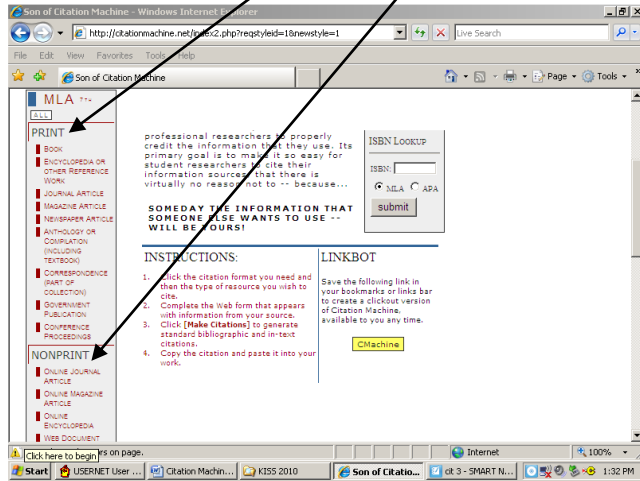 Son of Citation Machine - Windows Internet Explorer
http://citationmachine.net/index2.php?reqstyleid=1&newstyle=1
Live Search
File Edit View Favorites Tools Help
Son of Citation Machine
Page
Tools
MLA 7TH
ALL
PRINT
BOOK
ENCYCLOPEDIA OR
OTHER REFERENCE
WORK
JOURNAL ARTICLE
MAGAZINE ARTICLE
NEWSPAPER ARTICLE
ANTHOLOGY OR
COMPILATION
(INCLUDING
TEXTBOOK)
CORRESPONDENCE
(PART OF
COLLECTION)
GOVERNMENT
PUBLICATION
CONFERENCE
PROCEEDINGS
NONPRINT
ONLINE JOURNAL
ARTICLE
ONLINE MAGAZINE
ARTICLE
ONLINE
ENCYCLOPEDIA
WEB DOCUMENT
professional researchers to properly
credit the information that they use. Its
primary goal is to make it so easy for
student researchers to cite their
information sources, that there is
virtually no reason not to -- because...
SOMEDAY THE INFORMATION THAT
SOMEONE ELSE WANTS TO USE --
WILL BE YOURS!
ISBN LOOKUP
ISBN:
MLA APA
submit
INSTRUCTIONS:
1. Click the citation format you need and
then the type of resource you wish to
cite.
2. Complete the Web form that appears
with information from your source.
3. Click [Make Citations] to generate
standard bibliographic and in-text
citations.
4. Copy the citation and paste it into your
work.
LINKBOT
Save the following link in
your bookmarks or links bar
to create a clickout version
of Citation Machine,
available to you any time.
CMachine
Click here to begin
rs on page.
Internet
100%
Start
USERNET User ...
Citation Machin...
KISS 2010
Son of Citatio...
cit 3 - SMART N...
1:32 PM